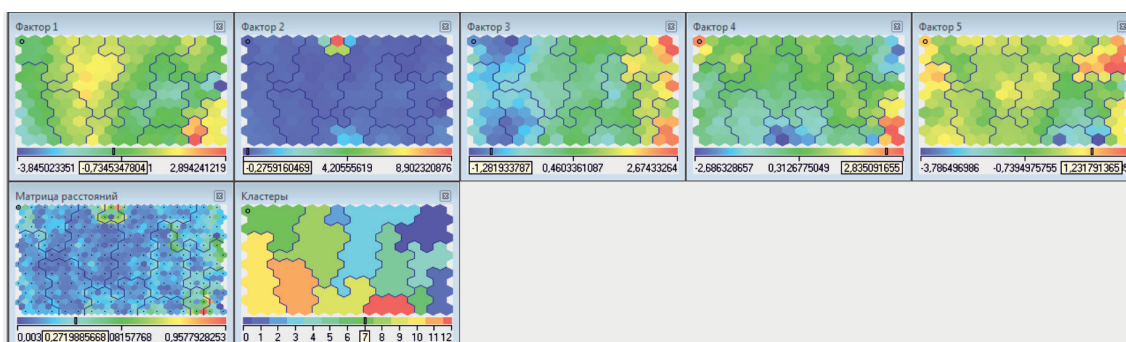 Фактор 1
Фактор 2
Фактор 3
Фактор 4
Фактор 5
-3,845023351 -0,7345347804 1 2,894241219
-0,2759160469 4,20555619 8,902320876
-1,281933787 0,4603361087 2,67433264
-2,686328657 0,3126775049 2,835091655
-3,786496986 -0,7394975755 1,231791365
Матрица расстояний
Кластеры
0,003 0,2719885668 08157768 0,9577928253
0 1 2 3 4 5 6 7 8 9 10 11 12